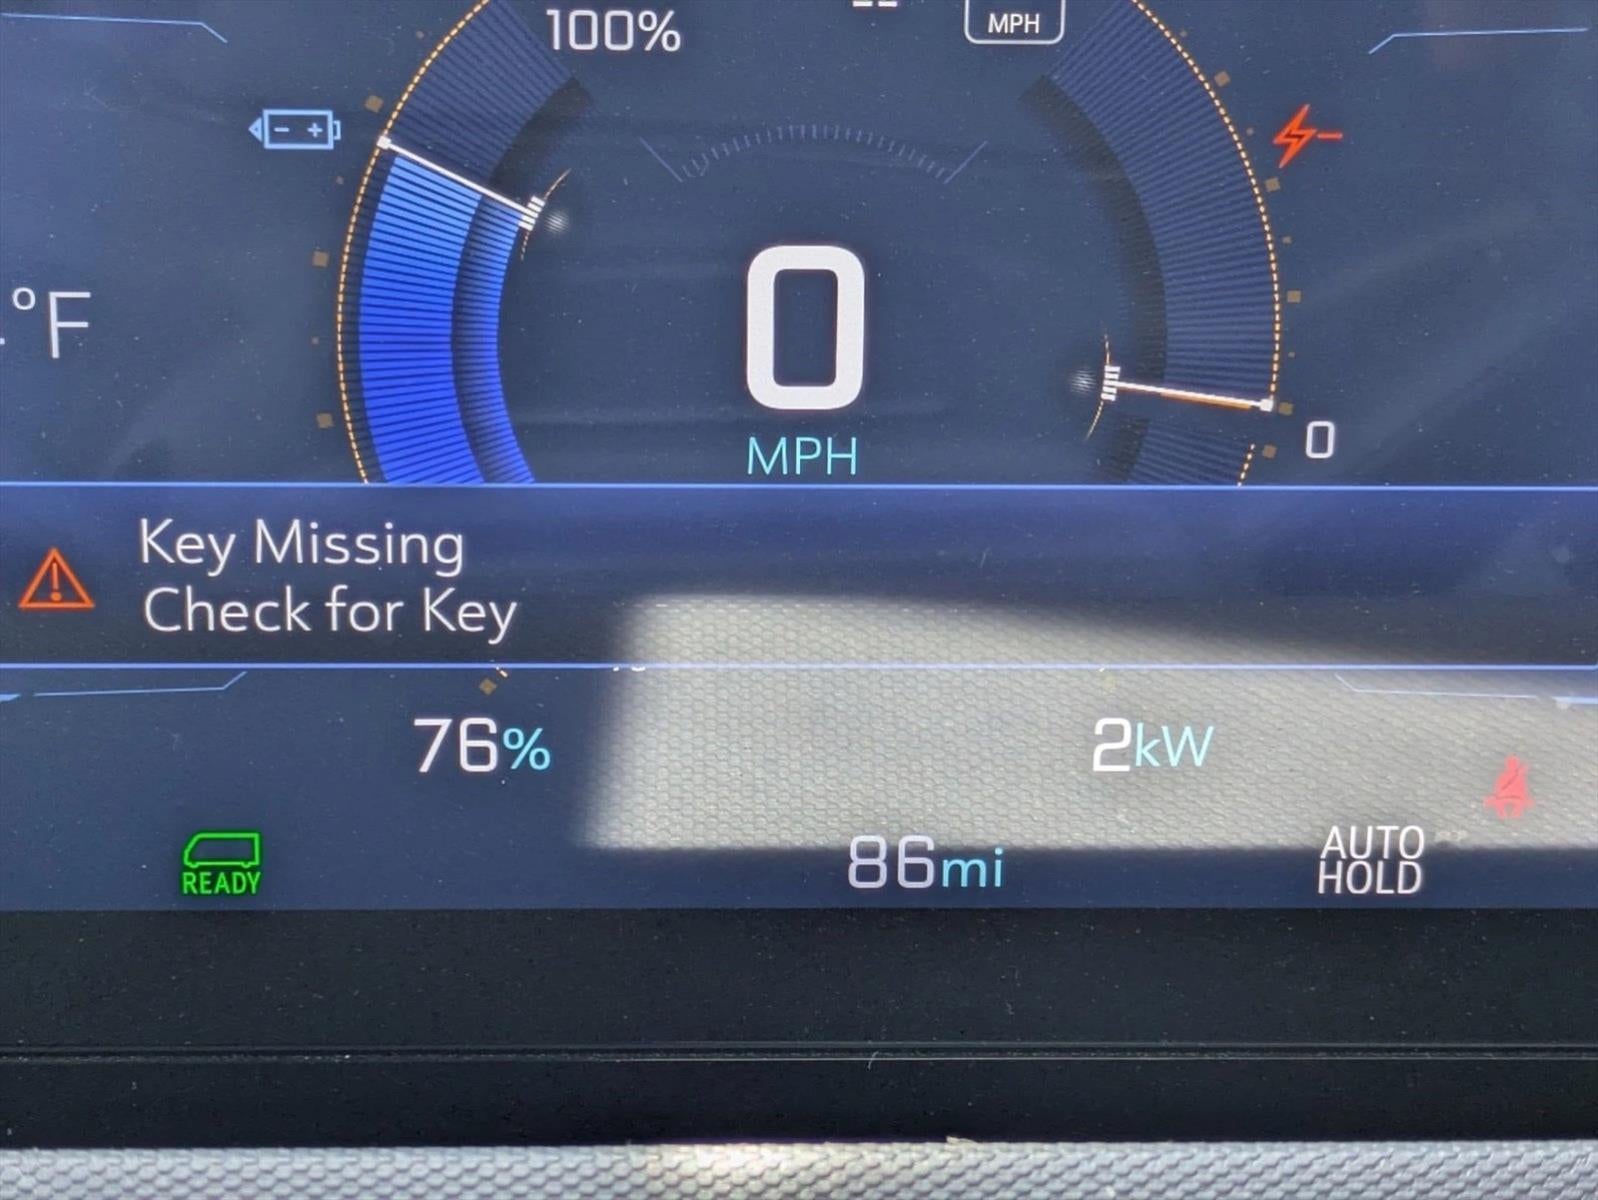 100%
MPH
°F
0
MPH
0
Key Missing
Check for Key
76%
2kW
READY
86mi
AUTO
HOLD